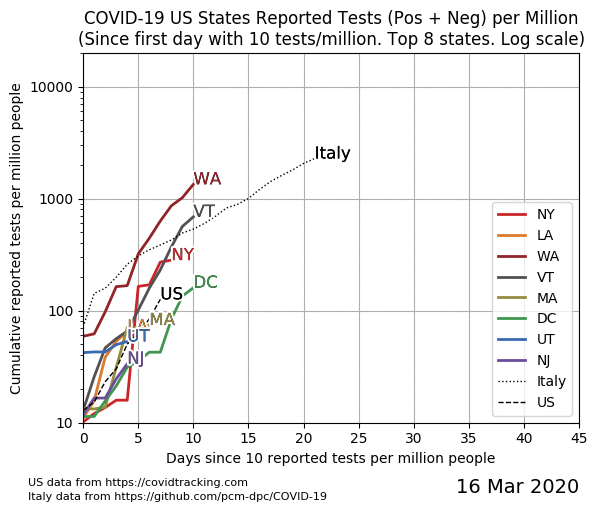 COVID-19 US States Reported Tests (Pos + Neg) per Million
(Since first day with 10 tests/million. Top 8 states. Log scale)
Cumulative reported tests per million people
10000
1000
100
10
Italy
WA
VT
NY
DC
US
LA
MA
UT
NJ
NY
LA
WA
VT
MA
DC
UT
NJ
Italy
US
0 5 10 15 20 25 30 35 40 45
Days since 10 reported tests per million people
US data from https://covidtracking.com
Italy data from https://github.com/pcm-dpc/COVID-19
16 Mar 2020